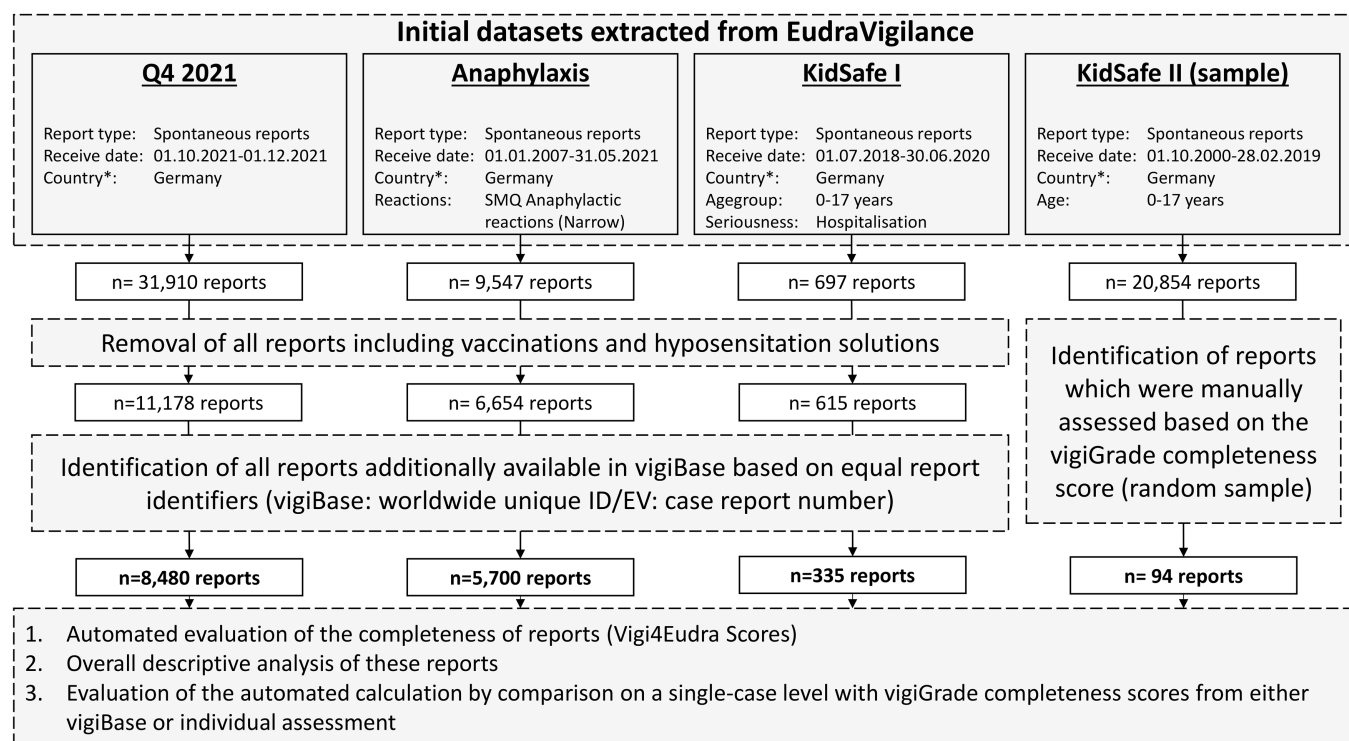 Initial datasets extracted from EudraVigilance
Q4 2021
Report type: Spontaneous reports
Receive date: 01.10.2021-01.12.2021
Country*: Germany
Anaphylaxis
Report type: Spontaneous reports
Receive date: 01.01.2007-31.05.2021
Country*: Germany
Reactions: SMQ Anaphylactic
reactions (Narrow)
KidSafe I
Report type: Spontaneous reports
Receive date: 01.07.2018-30.06.2020
Country*: Germany
Agegroup: 0-17 years
Seriousness: Hospitalisation
KidSafe II (sample)
Report type: Spontaneous reports
Receive date: 01.10.2000-28.02.2019
Country*: Germany
Age: 0-17 years
n= 31,910 reports
n= 9,547 reports
n= 697 reports
n= 20,854 reports
Removal of all reports including vaccinations and hyposensitation solutions
n=11,178 reports
n= 6,654 reports
n= 615 reports
Identification of all reports additionally available in vigiBase based on equal report
identifiers (vigiBase: worldwide unique ID/EV: case report number)
Identification of reports
which were manually
assessed based on the
vigiGrade completeness
score (random sample)
n=8,480 reports
n=5,700 reports
n=335 reports
n= 94 reports
1. Automated evaluation of the completeness of reports (Vigi4Eudra Scores)
2. Overall descriptive analysis of these reports
3. Evaluation of the automated calculation by comparison on a single-case level with vigiGrade completeness scores from either
vigiBase or individual assessment